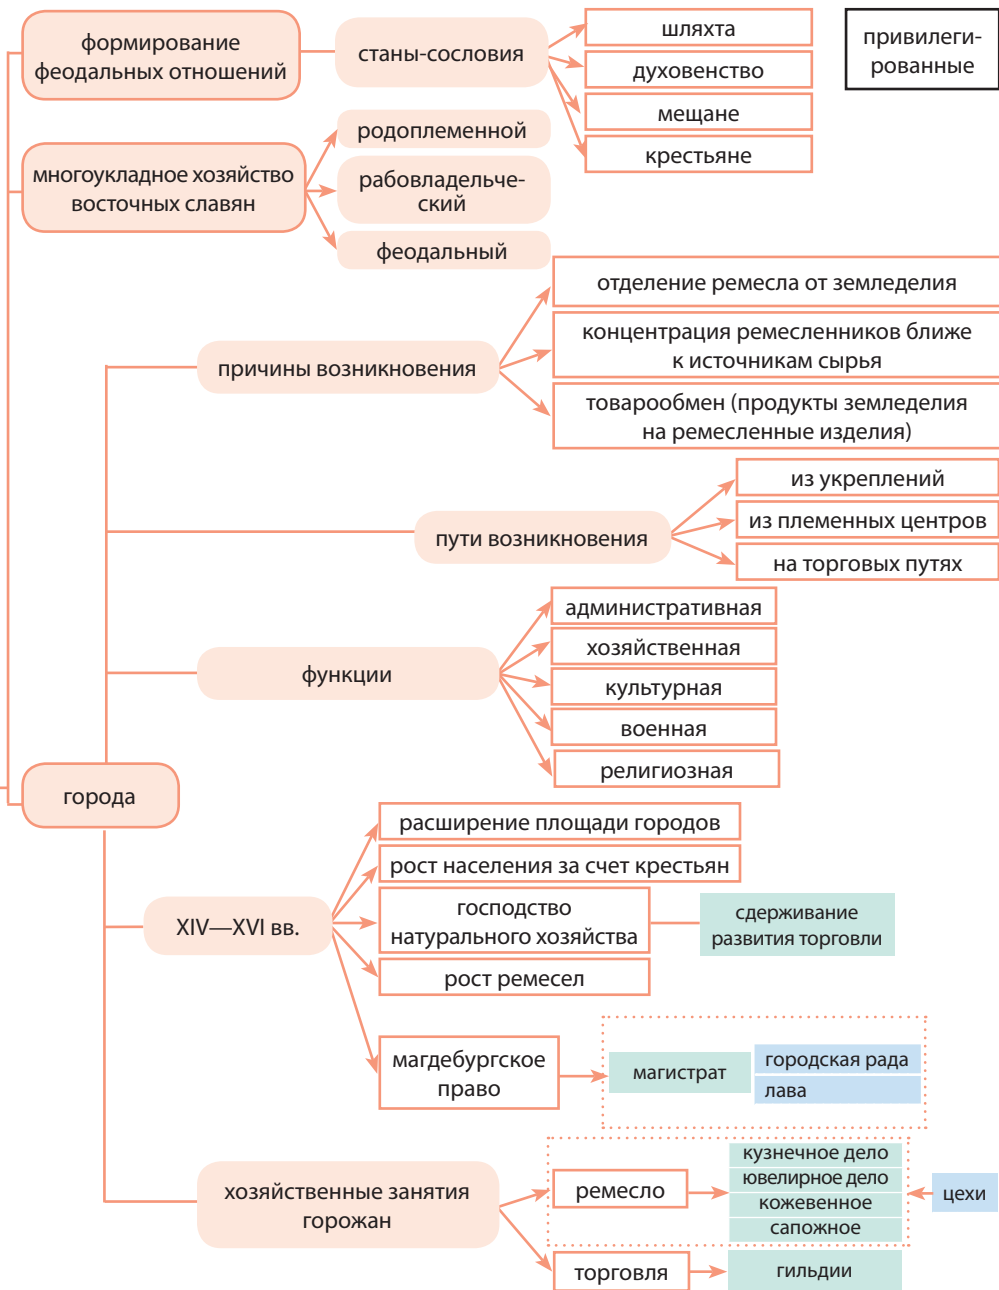 формирование
феодальных отношений
станы-сословия
шляхта
духовенство
мещане
крестьяне
привилеги-
рованные
многоукладное хозяйство
восточных славян
родоплеменной
рабовладельче-
ский
феодальный
причины возникновения
отделение ремесла от земледелия
концентрация ремесленников ближе
к источникам сырья
товарообмен (продукты земледелия
на ремесленные изделия)
пути возникновения
из укреплений
из племенных центров
на торговых путях
функции
административная
хозяйственная
культурная
военная
религиозная
города
XIV—XVI вв.
расширение площади городов
рост населения за счет крестьян
господство
натурального хозяйства
сдерживание
развития торговли
рост ремесел
магдебургское
право
магистрат
городская рада
лава
хозяйственные занятия
горожан
ремесло
кузнечное дело
ювелирное дело
кожевенное
сапожное
цехи
торговля
гильдии